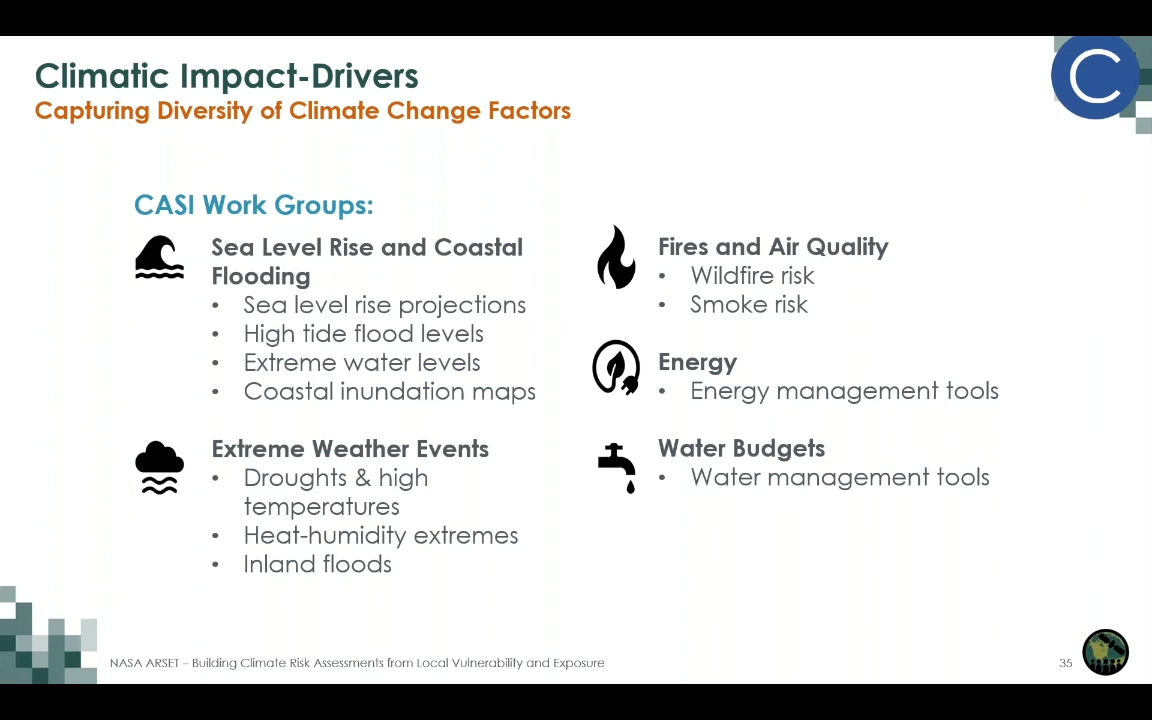 Climatic Impact-Drivers
Capturing Diversity of Climate Change Factors
C
CASI Work Groups:
Sea Level Rise and Coastal
Flooding
• Sea level rise projections
• High tide flood levels
• Extreme water levels
• Coastal inundation maps
Extreme Weather Events
• Droughts & high
temperatures
• Heat-humidity extremes
• Inland floods
Fires and Air Quality
• Wildfire risk
• Smoke risk
Energy
• Energy management tools
Water Budgets
• Water management tools
NASA ARSET – Building Climate Risk Assessments from Local Vulnerability and Exposure
35